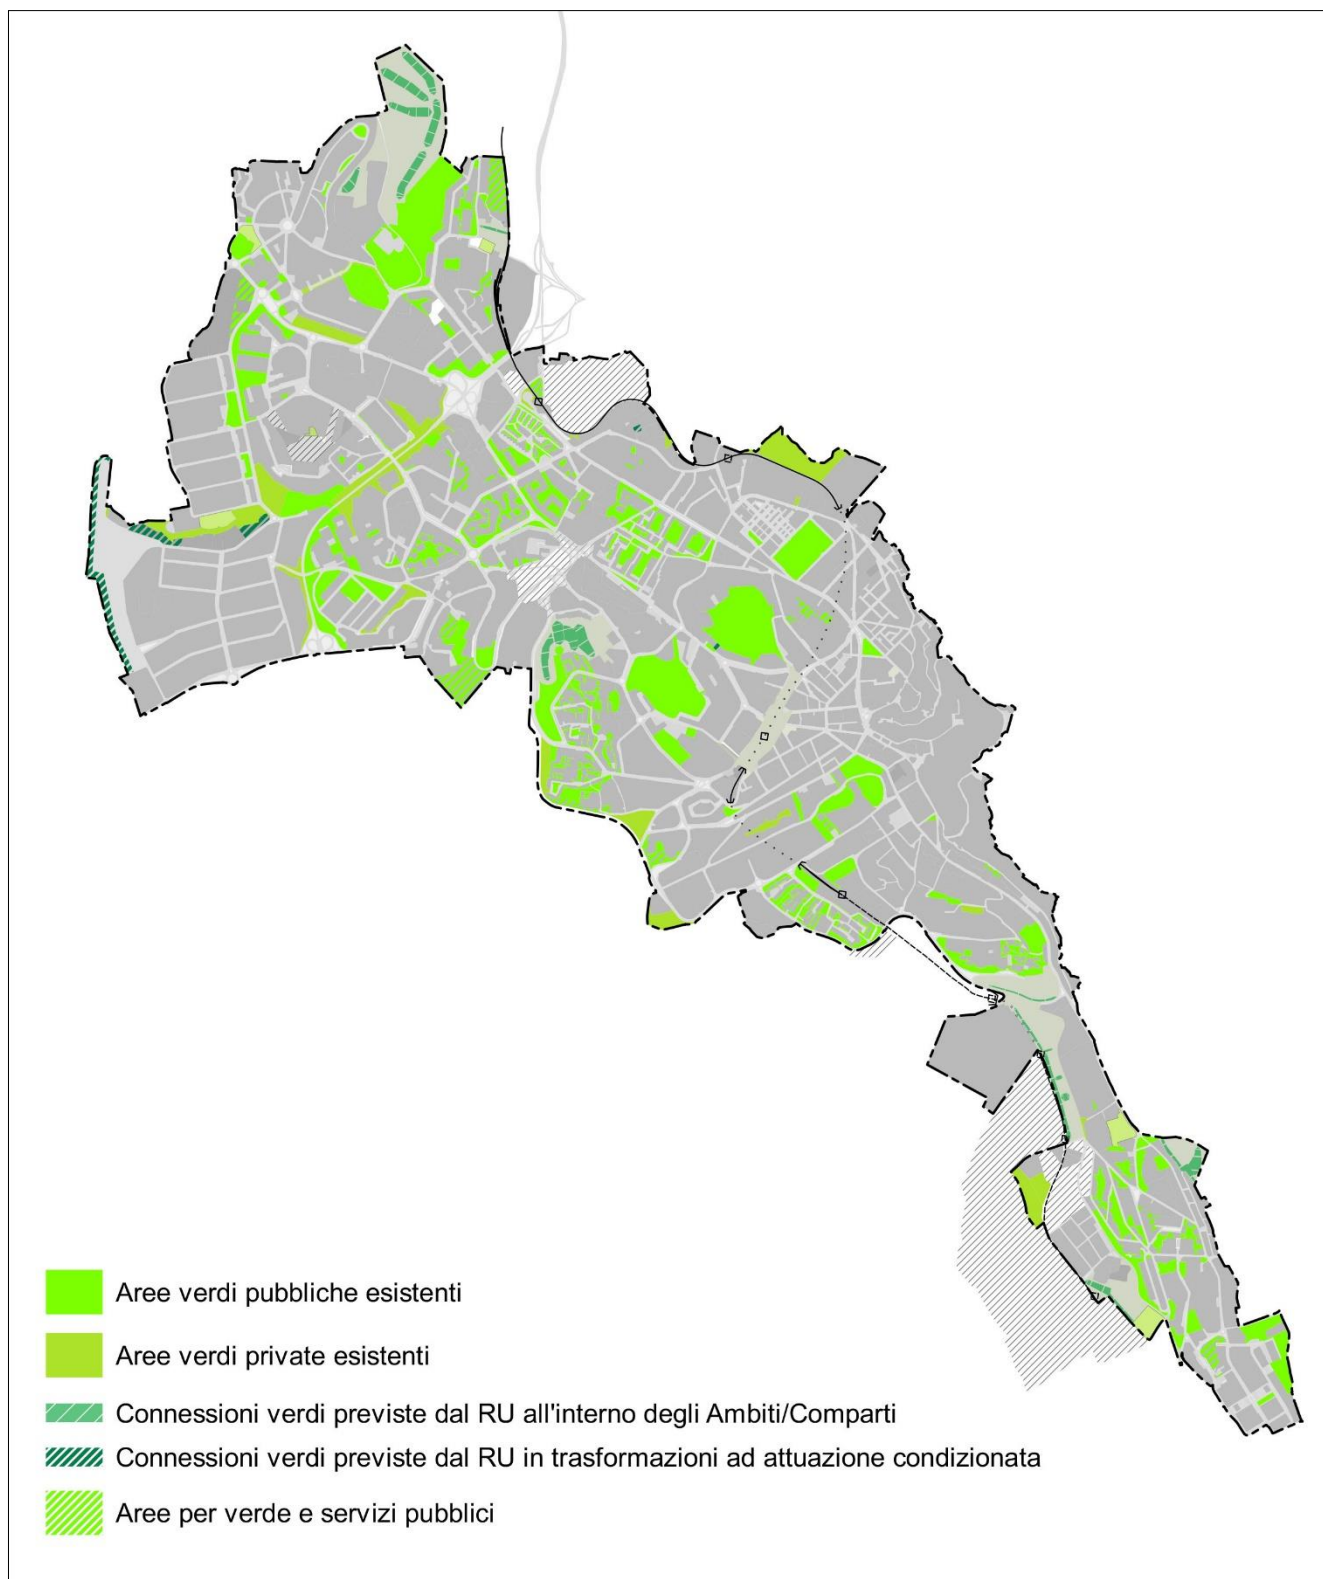 Aree verdi pubbliche esistenti
Aree verdi private esistenti
Connessioni verdi previste dal RU all'interno degli Ambiti/Comparti
Connessioni verdi previste dal RU in trasformazioni ad attuazione condizionata
Aree per verde e servizi pubblici